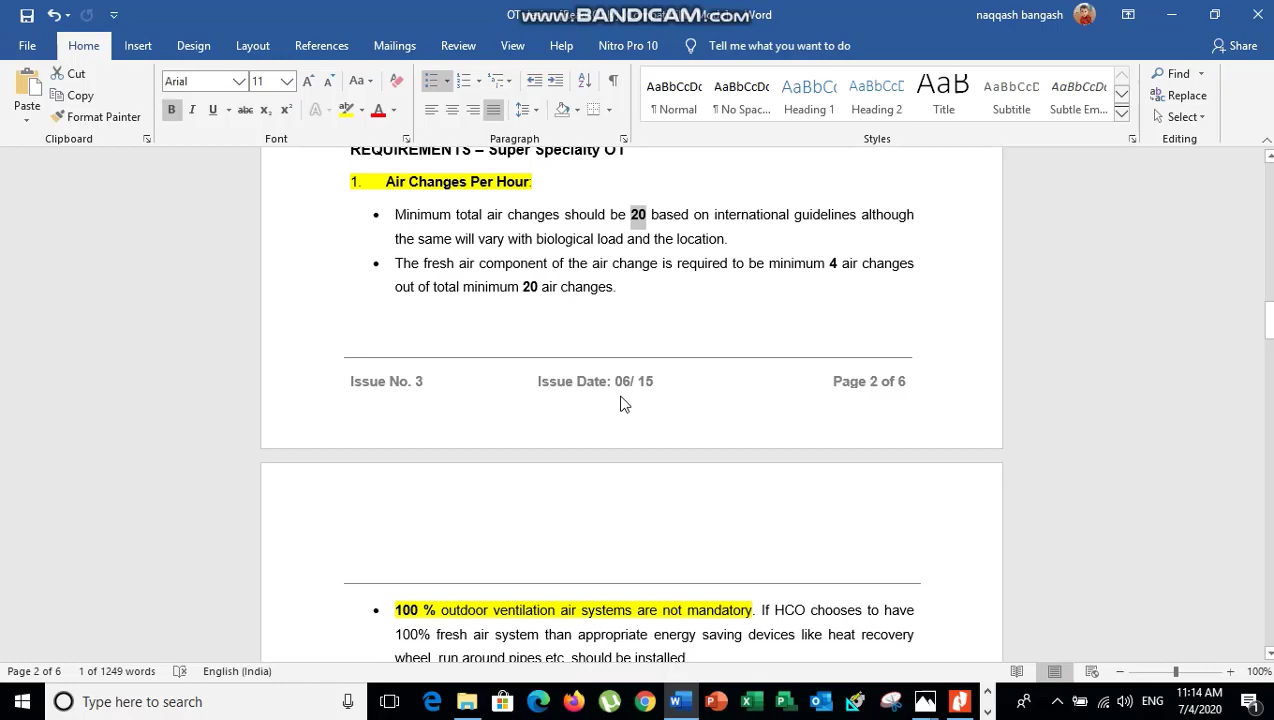 OT
www.BANDICAM.com
Word
naqqash bangash
File Home Insert Design Layout References Mailings Review View Help Nitro Pro 10 Tell me what you want to do Share
Paste
Cut
Copy
Format Painter
Clipboard
Arial 11
Aa
B I U abc x₂ x²
A A
Font
Paragraph
AaBbCcDc AaBbCcDc AaBbCc AaBbCcD AaB AaBbCcD AaBbCcDc
¶ Normal ¶ No Spac... Heading 1 Heading 2 Title Subtitle Subtle Em...
Styles
Find
Replace
Select
Editing
REQUIREMENTS – Super Specialty OT
1. Air Changes Per Hour:
• Minimum total air changes should be 20 based on international guidelines although
the same will vary with biological load and the location.
• The fresh air component of the air change is required to be minimum 4 air changes
out of total minimum 20 air changes.
Issue No. 3 Issue Date: 06/ 15 Page 2 of 6
• 100 % outdoor ventilation air systems are not mandatory. If HCO chooses to have
100% fresh air system than appropriate energy saving devices like heat recovery
wheel, run around pipes etc. should be installed
Page 2 of 6 1 of 1249 words English (India) 100%
Type here to search
ENG
11:14 AM
7/4/2020
1